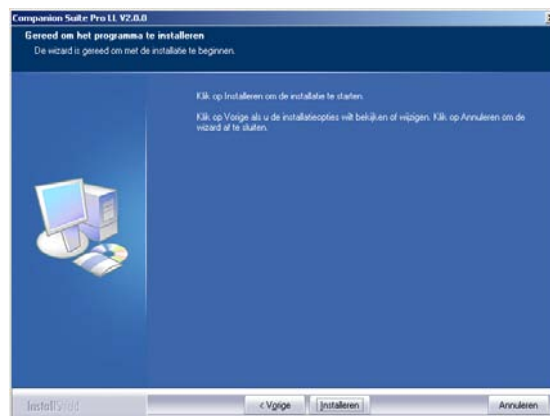 Companion Suite Pro LL V2.0.0
Gereed om het programma te installeren
De wizard is gereed om met de installatie te beginnen.
Klik op Installeren om de installatie te starten.
Klik op Vorige als u de installatieopties wilt bekijken of wijzigen. Klik op Annuleren om de
wizard af te sluiten.
InstallShield
< Vorige
Installeren
Annuleren